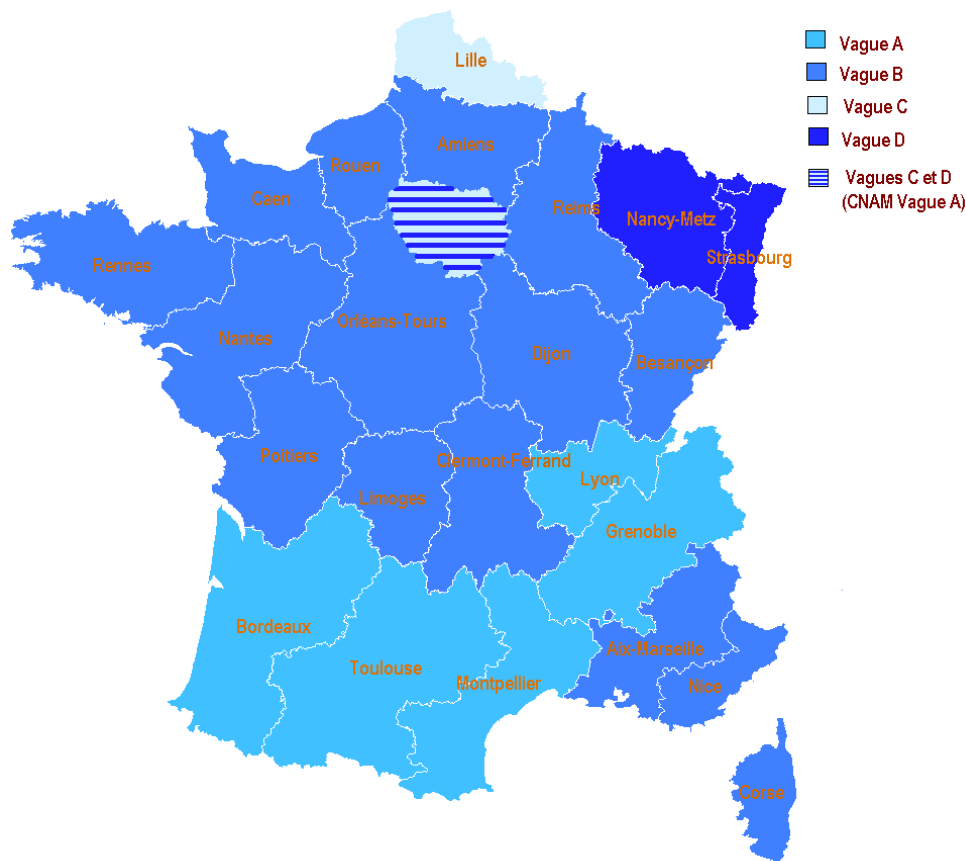 Lille
Vague A
Vague B
Vague C
Vague D
Vagues C et D
(CNAM Vague A)
Amiens
Rouen
Caen
Reims
Nancy-Metz
Strasbourg
Rennes
Orléans-Tours
Nantes
Dijon
Besançon
Poitiers
Clermont-Ferrand
Lyon
Limoges
Grenoble
Bordeaux
Aix-Marseille
Toulouse
Montpellier
Nice
Corse